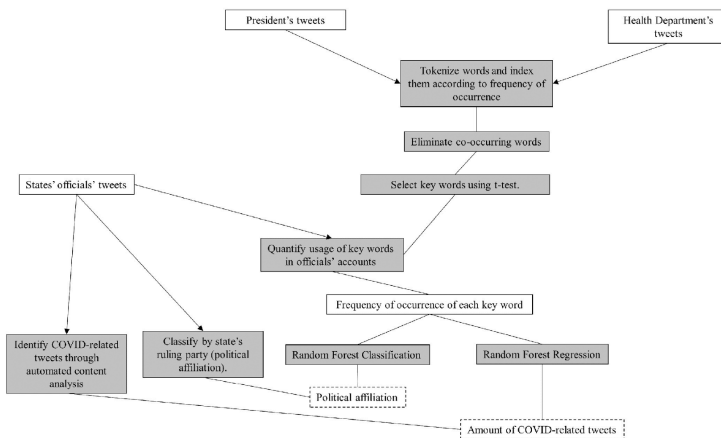 President's tweets
Health Department's
tweets
Tokenize words and index
them according to frequency of
occurrence
Eliminate co-occurring words
Select key words using t-test.
States' officials' tweets
Quantify usage of key words
in officials' accounts
Frequency of occurrence of each key word
Identify COVID-related
tweets through
automated content
analysis
Classify by state's
ruling party (political
affiliation).
Random Forest Classification
Random Forest Regression
Political affiliation
Amount of COVID-related tweets